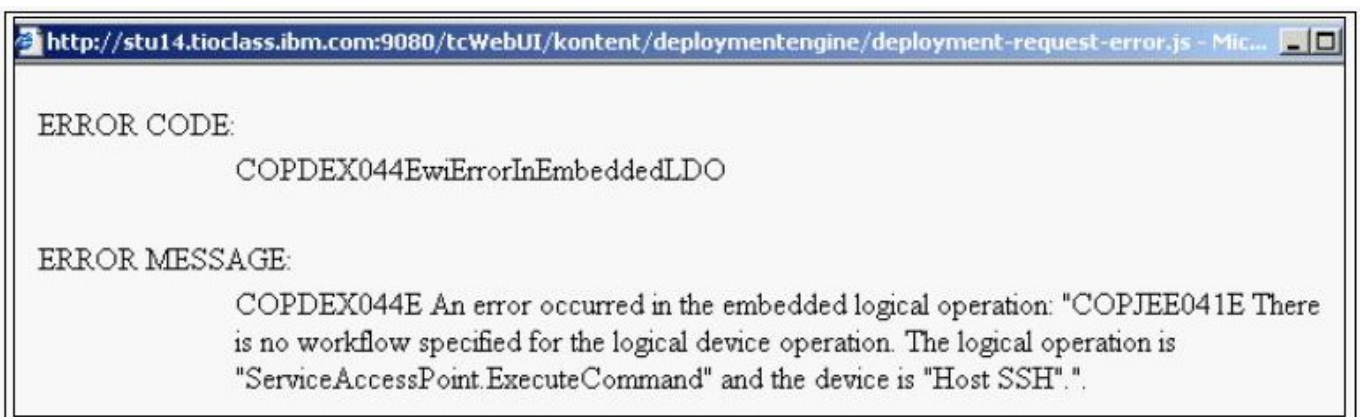 http://stu14.tioclass.ibm.com:9080/tcWebUI/kontent/deploymentengine/deployment-request-error.js - Mic...
ERROR CODE:
COPDEX044EwiErrorInEmbeddedLDO
ERROR MESSAGE:
COPDEX044E An error occurred in the embedded logical operation: "COPJEE041E There
is no workflow specified for the logical device operation. The logical operation is
"ServiceAccessPoint.ExecuteCommand" and the device is "Host SSH".".